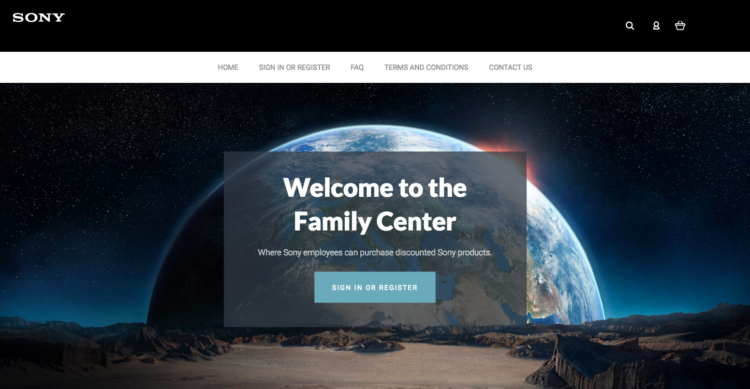 SONY
HOME SIGN IN OR REGISTER FAQ TERMS AND CONDITIONS CONTACT US
Welcome to the
Family Center
Where Sony employees can purchase discounted Sony products.
SIGN IN OR REGISTER